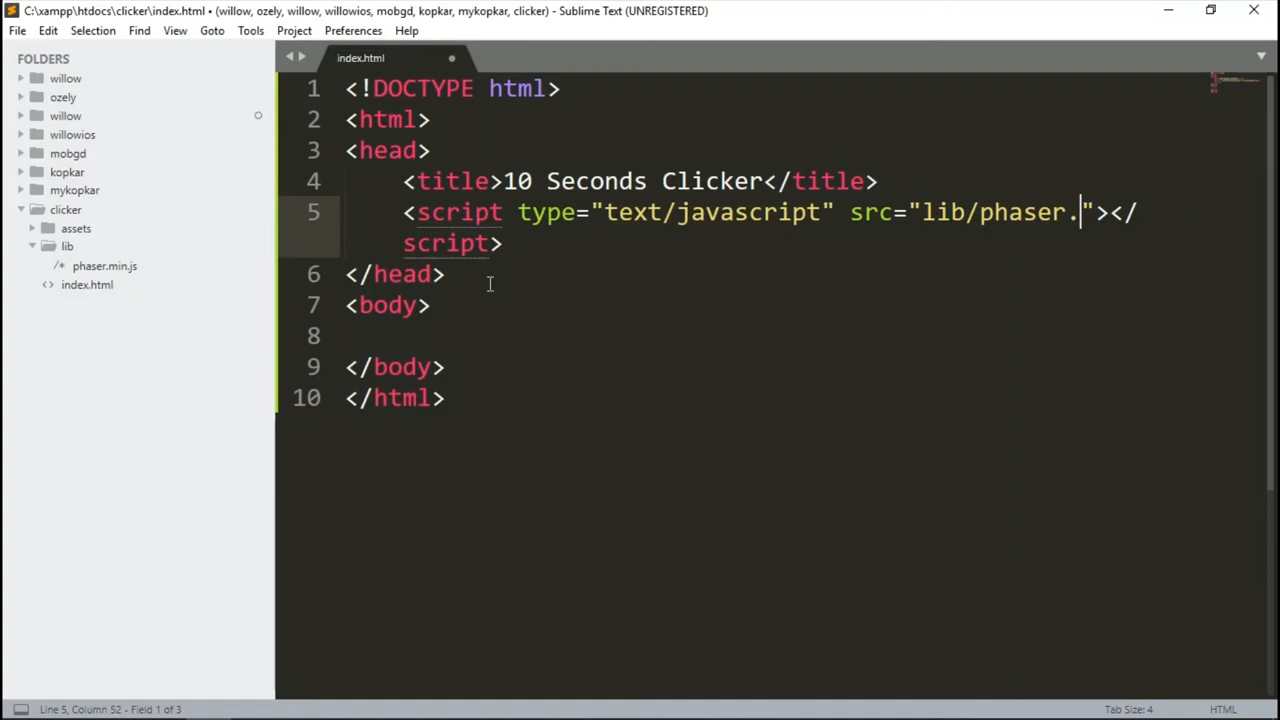 C:\xampp\htdocs\clicker\index.html • (willow, ozely, willow, willowios, mobgd, kopkar, mykopkar, clicker) - Sublime Text (UNREGISTERED)
File Edit Selection Find View Goto Tools Project Preferences Help
FOLDERS
willow
ozely
willow
willowios
mobgd
kopkar
mykopkar
clicker
assets
lib
/* phaser.min.js
<> index.html
index.html
1 <!DOCTYPE html>
2 <html>
3 <head>
4 <title>10 Seconds Clicker</title>
5 <script type="text/javascript" src="lib/phaser."></
script>
6 </head>
7 <body>
8
9 </body>
10 </html>
Line 5, Column 52 - Field 1 of 3
Tab Size: 4
HTML